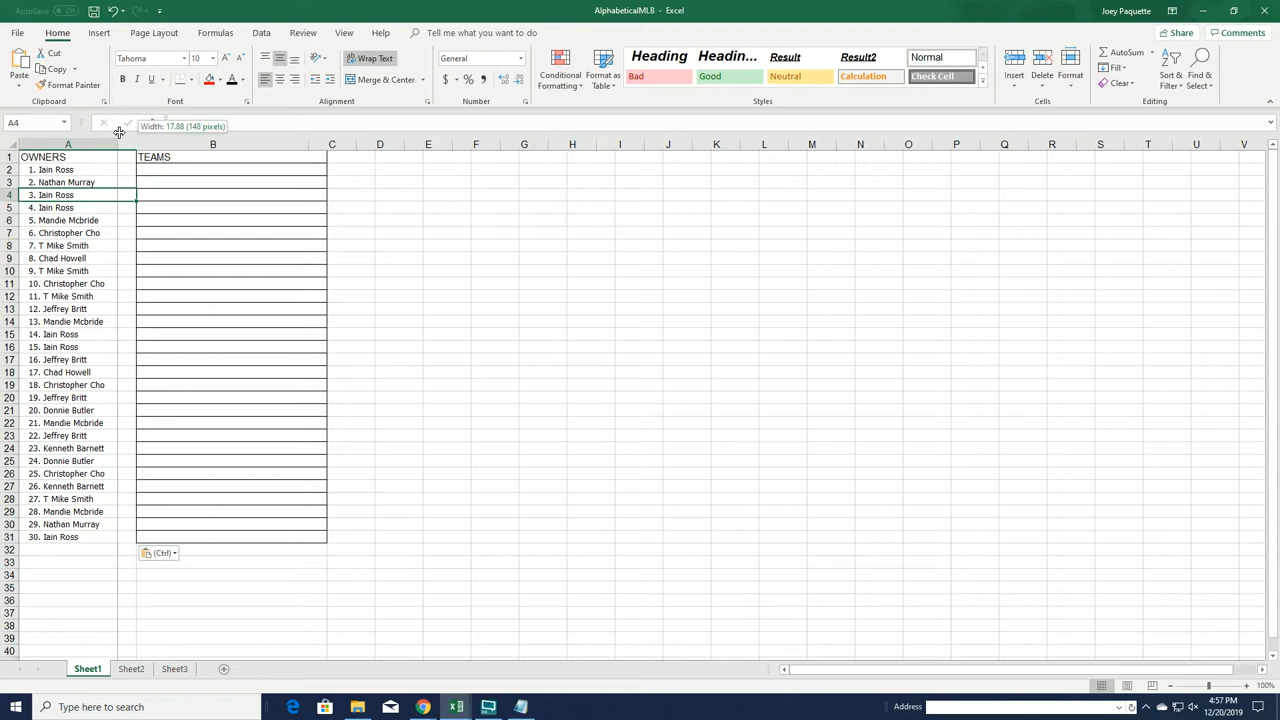 AutoSave
AlphabeticalMLB - Excel
Joey Paquette
File Home Insert Page Layout Formulas Data Review View Help Tell me what you want to do
Share Comments
Paste
Cut
Copy
Format Painter
Clipboard
Tahoma 10
B I U
Font
Wrap Text
Merge & Center
Alignment
General
$ %
Number
Conditional Formatting
Format as Table
Heading Headin... Result Result2 Normal
Bad Good Neutral Calculation Check Cell
Styles
Insert Delete Format
Cells
AutoSum
Fill
Clear
Sort & Filter
Find & Select
Editing
A4
Width: 17.88 (148 pixels)
A B C D E F G H I J K L M N O P Q R S T U V
1 OWNERS TEAMS
2 1. Iain Ross
3 2. Nathan Murray
4 3. Iain Ross
5 4. Iain Ross
6 5. Mandie Mcbride
7 6. Christopher Cho
8 7. T Mike Smith
9 8. Chad Howell
10 9. T Mike Smith
11 10. Christopher Cho
12 11. T Mike Smith
13 12. Jeffrey Britt
14 13. Mandie Mcbride
15 14. Iain Ross
16 15. Iain Ross
17 16. Jeffrey Britt
18 17. Chad Howell
19 18. Christopher Cho
20 19. Jeffrey Britt
21 20. Donnie Butler
22 21. Mandie Mcbride
23 22. Jeffrey Britt
24 23. Kenneth Barnett
25 24. Donnie Butler
26 25. Christopher Cho
27 26. Kenneth Barnett
28 27. T Mike Smith
29 28. Mandie Mcbride
30 29. Nathan Murray
31 30. Iain Ross
32 (Ctrl)
33
34
35
36
37
38
39
40
Sheet1 Sheet2 Sheet3
100%
Type here to search
Address
4:57 PM
12/20/2019